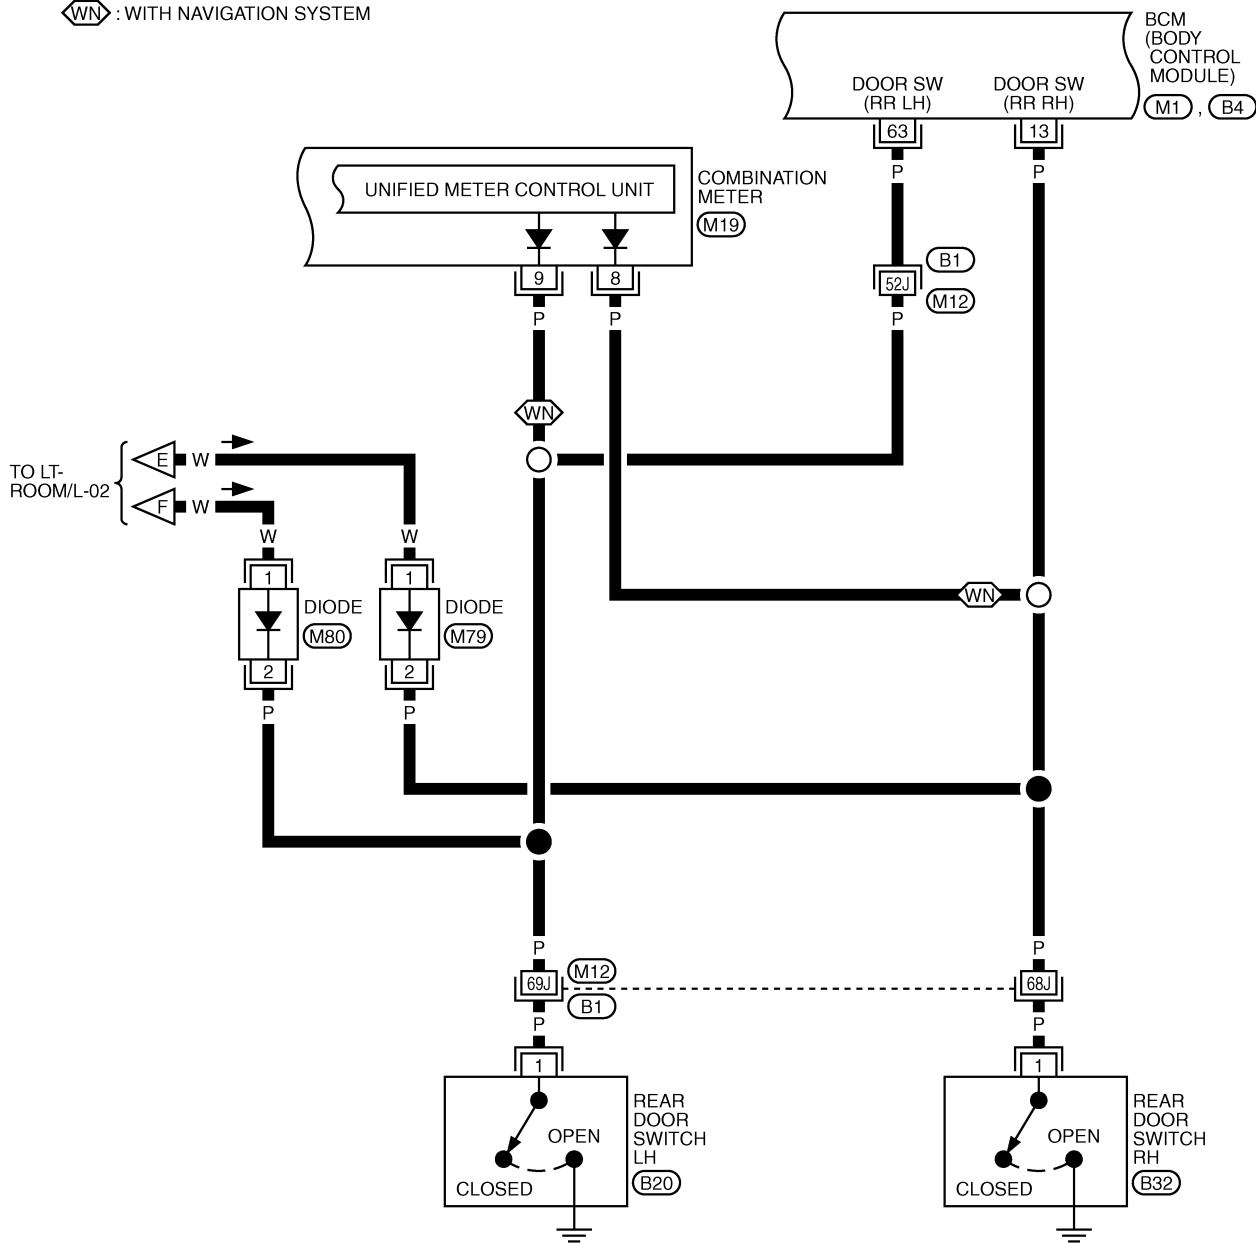 WN : WITH NAVIGATION SYSTEM
BCM
(BODY
CONTROL
MODULE)
M1 , B4
DOOR SW
(RR LH)
DOOR SW
(RR RH)
63
13
P
P
UNIFIED METER CONTROL UNIT
COMBINATION
METER
M19
9
8
P
P
B1
52J
M12
P
WN
TO LT-
ROOM/L-02
E
W
F
W
W
W
1
1
DIODE
M80
DIODE
M79
2
2
P
P
WN
P
P
69J
M12
B1
68J
P
P
1
1
OPEN
CLOSED
REAR
DOOR
SWITCH
LH
B20
OPEN
CLOSED
REAR
DOOR
SWITCH
RH
B32